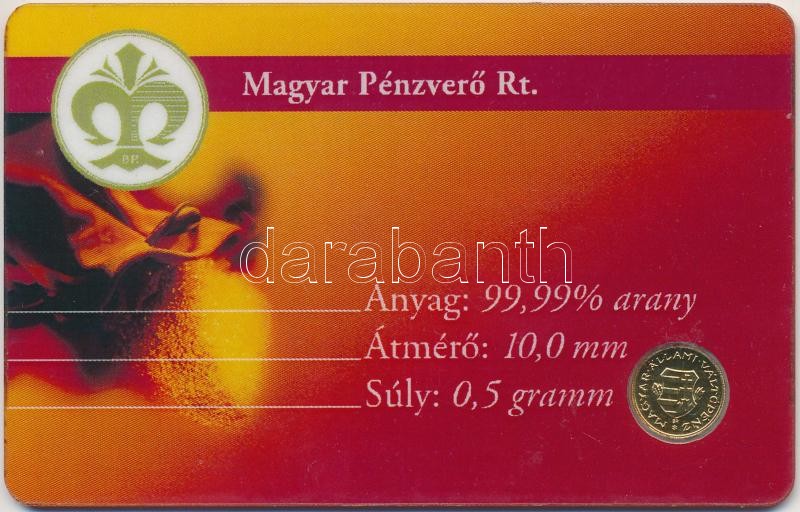 Magyar Pénzverő Rt.
BP.
darabanth
Anyag: 99,99% arany
Átmérő: 10,0 mm
Súly: 0,5 gramm
MAGYAR·ÁLLAMI·VÁLTÓPÉNZ